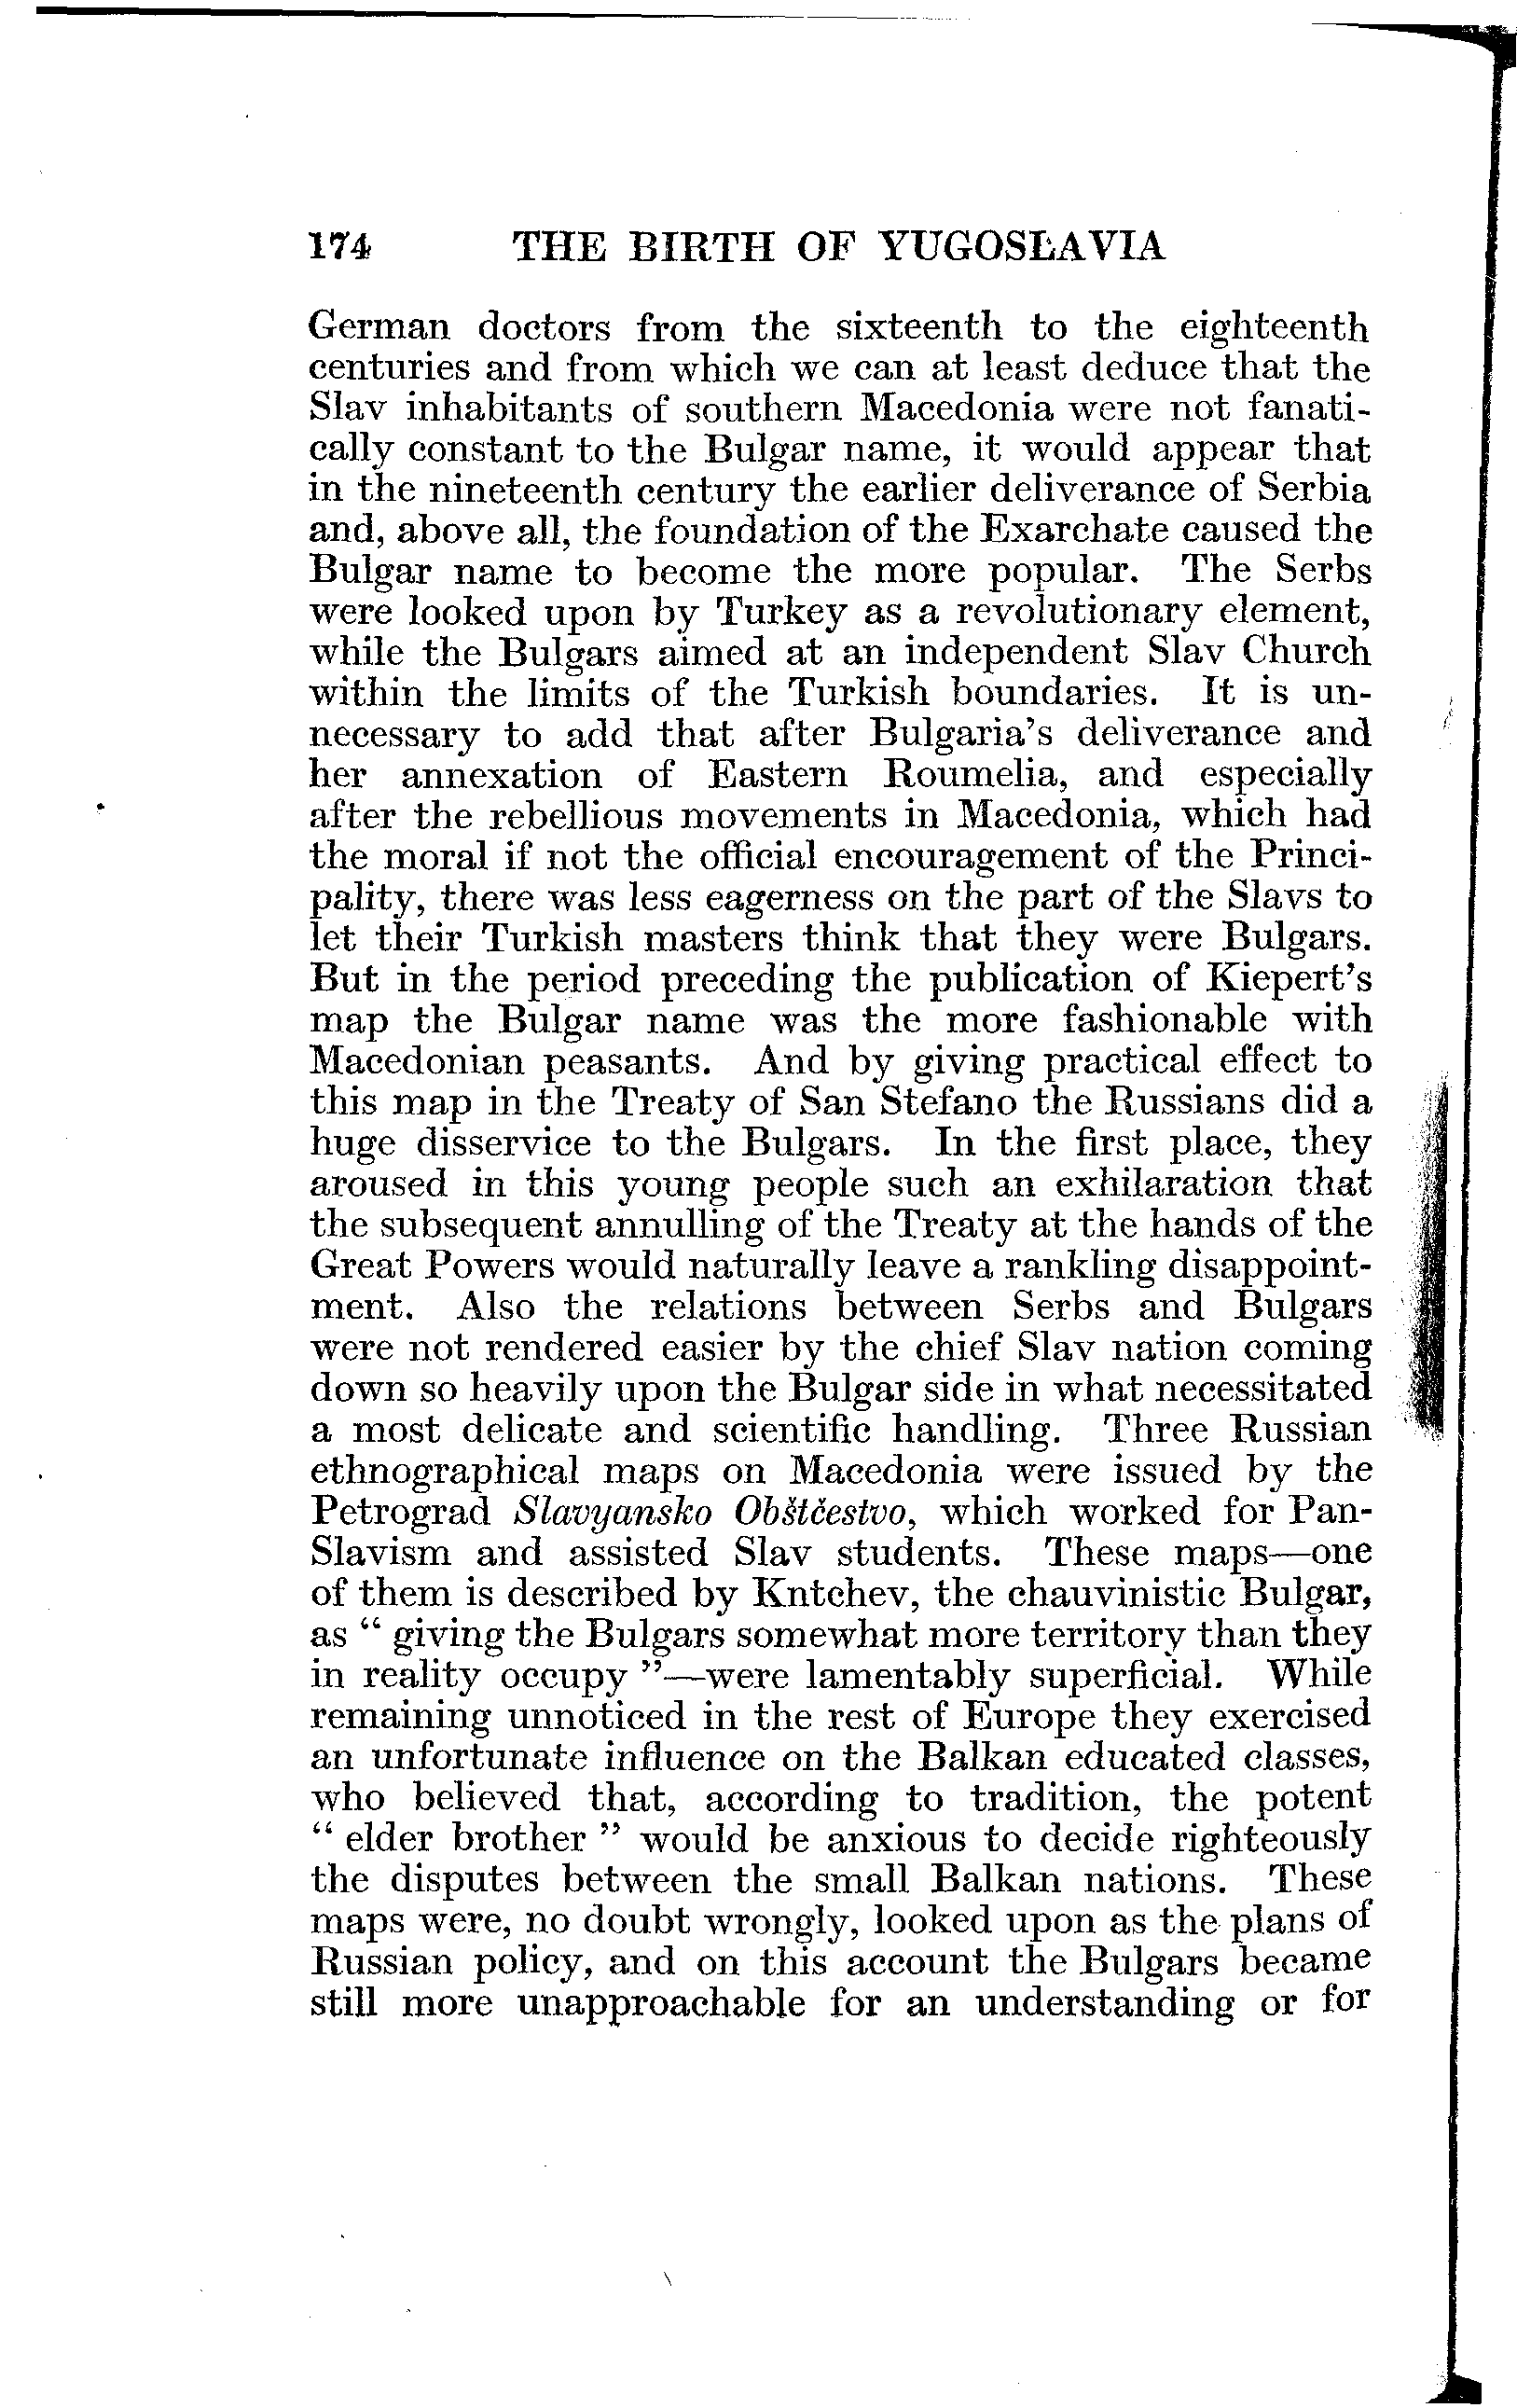 174 THE BIRTH OF YUGOSLAVIA
German doctors from the sixteenth to the eighteenth
centuries and from which we can at least deduce that the
Slav inhabitants of southern Macedonia were not fanati-
cally constant to the Bulgar name, it would appear that
in the nineteenth century the earlier deliverance of Serbia
and, above all, the foundation of the Exarchate caused the
Bulgar name to become the more popular. The Serbs
were looked upon by Turkey as a revolutionary element,
while the Bulgars aimed at an independent Slav Church
within the limits of the Turkish boundaries. It is un-
necessary to add that after Bulgaria's deliverance and
her annexation of Eastern Roumelia, and especially
after the rebellious movements in Macedonia, which had
the moral if not the official encouragement of the Princi-
pality, there was less eagerness on the part of the Slavs to
let their Turkish masters think that they were Bulgars.
But in the period preceding the publication of Kiepert's
map the Bulgar name was the more fashionable with
Macedonian peasants. And by giving practical effect to
this map in the Treaty of San Stefano the Russians did a
huge disservice to the Bulgars. In the first place, they
aroused in this young people such an exhilaration that
the subsequent annulling of the Treaty at the hands of the
Great Powers would naturally leave a rankling disappoint-
ment. Also the relations between Serbs and Bulgars
were not rendered easier by the chief Slav nation coming
down so heavily upon the Bulgar side in what necessitated
a most delicate and scientific handling. Three Russian
ethnographical maps on Macedonia were issued by the
Petrograd Slavyansko Obštčestvo, which worked for Pan-
Slavism and assisted Slav students. These maps—one
of them is described by Kntchev, the chauvinistic Bulgar,
as “ giving the Bulgars somewhat more territory than they
in reality occupy ”—were lamentably superficial. While
remaining unnoticed in the rest of Europe they exercised
an unfortunate influence on the Balkan educated classes,
who believed that, according to tradition, the potent
“ elder brother ” would be anxious to decide righteously
the disputes between the small Balkan nations. These
maps were, no doubt wrongly, looked upon as the plans of
Russian policy, and on this account the Bulgars became
still more unapproachable for an understanding or for